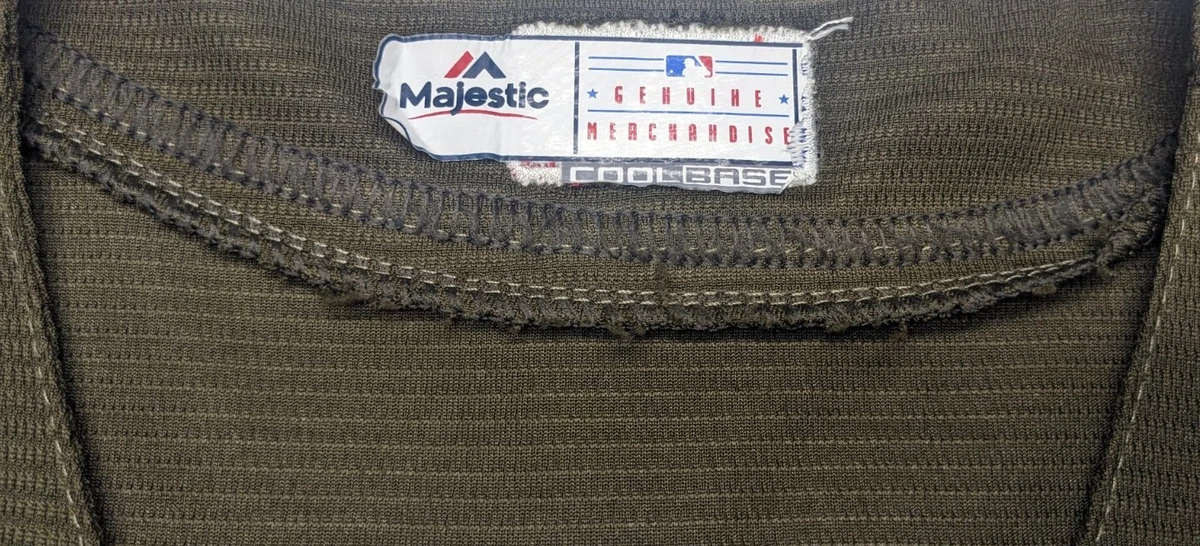 Majestic
GENUINE
MERCHANDISE
COOLBASE